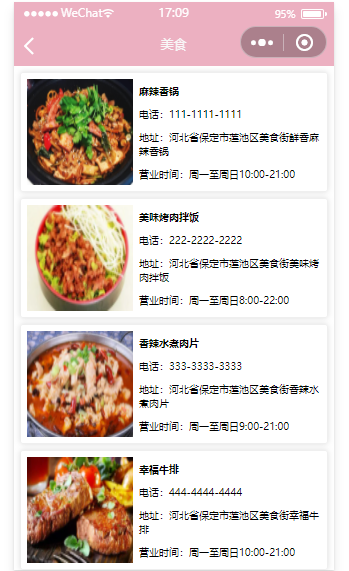 WeChat 17:09 95%
美食
麻辣香锅
电话：111-1111-1111
地址：河北省保定市莲池区美食街鲜香麻
辣香锅
营业时间：周一至周日10:00-21:00
美味烤肉拌饭
电话：222-2222-2222
地址：河北省保定市莲池区美食街美味烤
肉拌饭
营业时间：周一至周日8:00-22:00
香辣水煮肉片
电话：333-3333-3333
地址：河北省保定市莲池区美食街香辣水
煮肉片
营业时间：周一至周日9:00-21:00
幸福牛排
电话：444-4444-4444
地址：河北省保定市莲池区美食街幸福牛
排
营业时间：周一至周日10:00-21:00